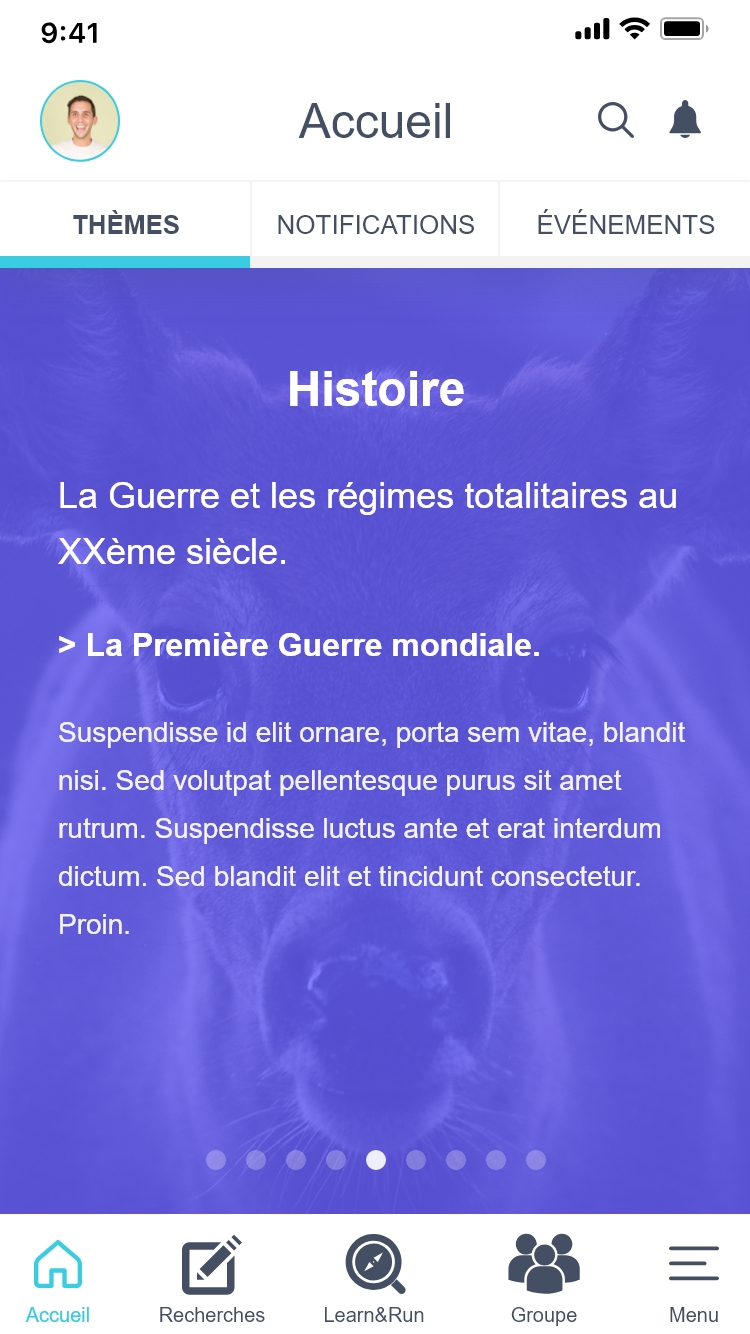 9:41
Accueil
THÈMES
NOTIFICATIONS
ÉVÉNEMENTS
Histoire
La Guerre et les régimes totalitaires au
XXème siècle.
> La Première Guerre mondiale.
Suspendisse id elit ornare, porta sem vitae, blandit
nisi. Sed volutpat pellentesque purus sit amet
rutrum. Suspendisse luctus ante et erat interdum
dictum. Sed blandit elit et tincidunt consectetur.
Proin.
Accueil
Recherches
Learn&Run
Groupe
Menu